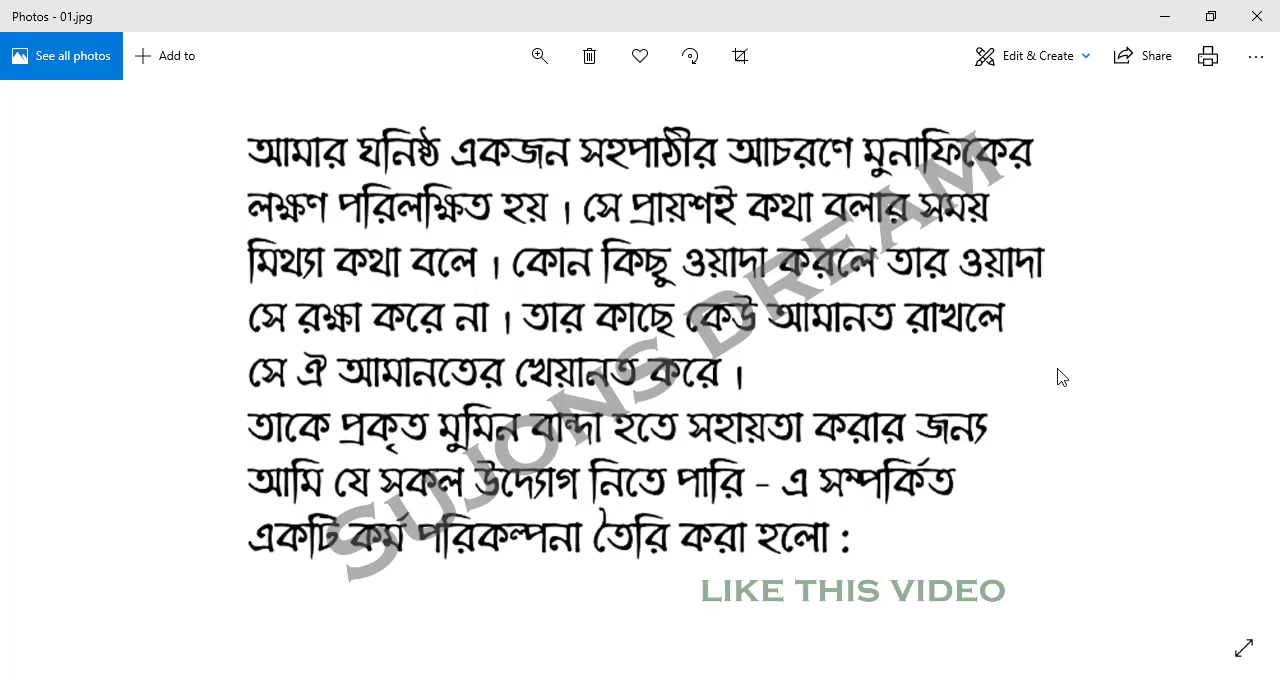 Photos - 01.jpg
See all photos
Add to
Edit & Create
Share
আমার ঘনিষ্ঠ একজন সহপাঠীর আচরণে মুনাফিকের
লক্ষণ পরিলক্ষিত হয় । সে প্রায়শই কথা বলার সময়
মিথ্যা কথা বলে । কোন কিছু ওয়াদা করলে তার ওয়াদা
সে রক্ষা করে না । তার কাছে কেউ আমানত রাখলে
সে ঐ আমানতের খেয়ানত করে ।
তাকে প্রকৃত মুমিন বান্দা হতে সহায়তা করার জন্য
আমি যে সকল উদ্যোগ নিতে পারি - এ সম্পর্কিত
একটি কর্ম পরিকল্পনা তৈরি করা হলো :
SUJONS DREAM
LIKE THIS VIDEO